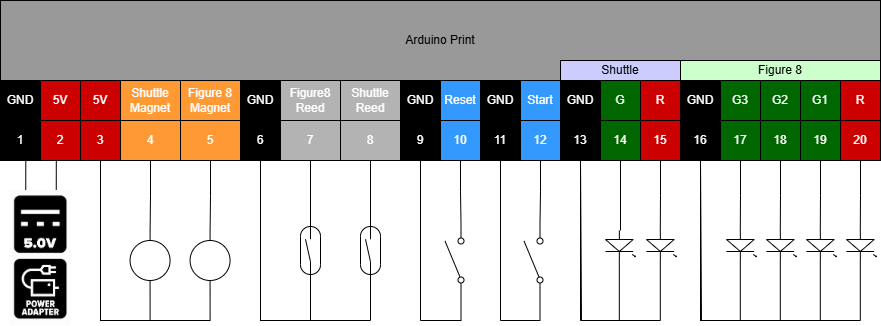 Arduino Print
Shuttle
Figure 8
GND
5V
5V
Shuttle
Magnet
Figure 8
Magnet
GND
Figure8
Reed
Shuttle
Reed
GND
Reset
GND
Start
GND
G
R
GND
G3
G2
G1
R
1
2
3
4
5
6
7
8
9
10
11
12
13
14
15
16
17
18
19
20
5.0V
POWER
ADAPTER